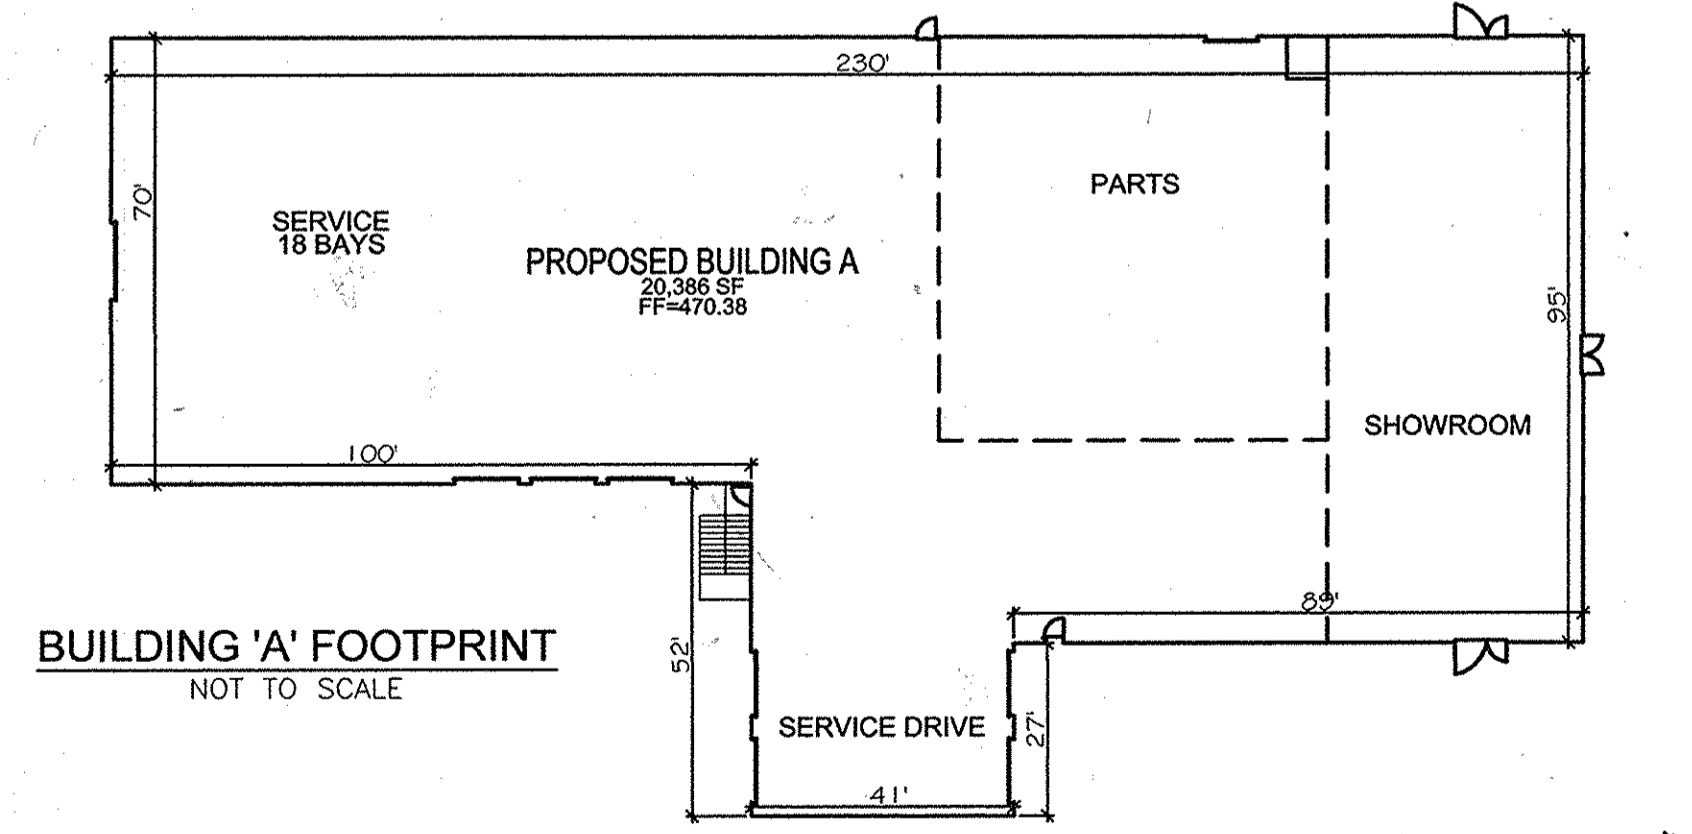 230'
PARTS
70'
SERVICE
18 BAYS
PROPOSED BUILDING A
20,386 SF
FF=470.38
95'
SHOWROOM
100'
89'
BUILDING 'A' FOOTPRINT
NOT TO SCALE
52'
SERVICE DRIVE
27'
41'